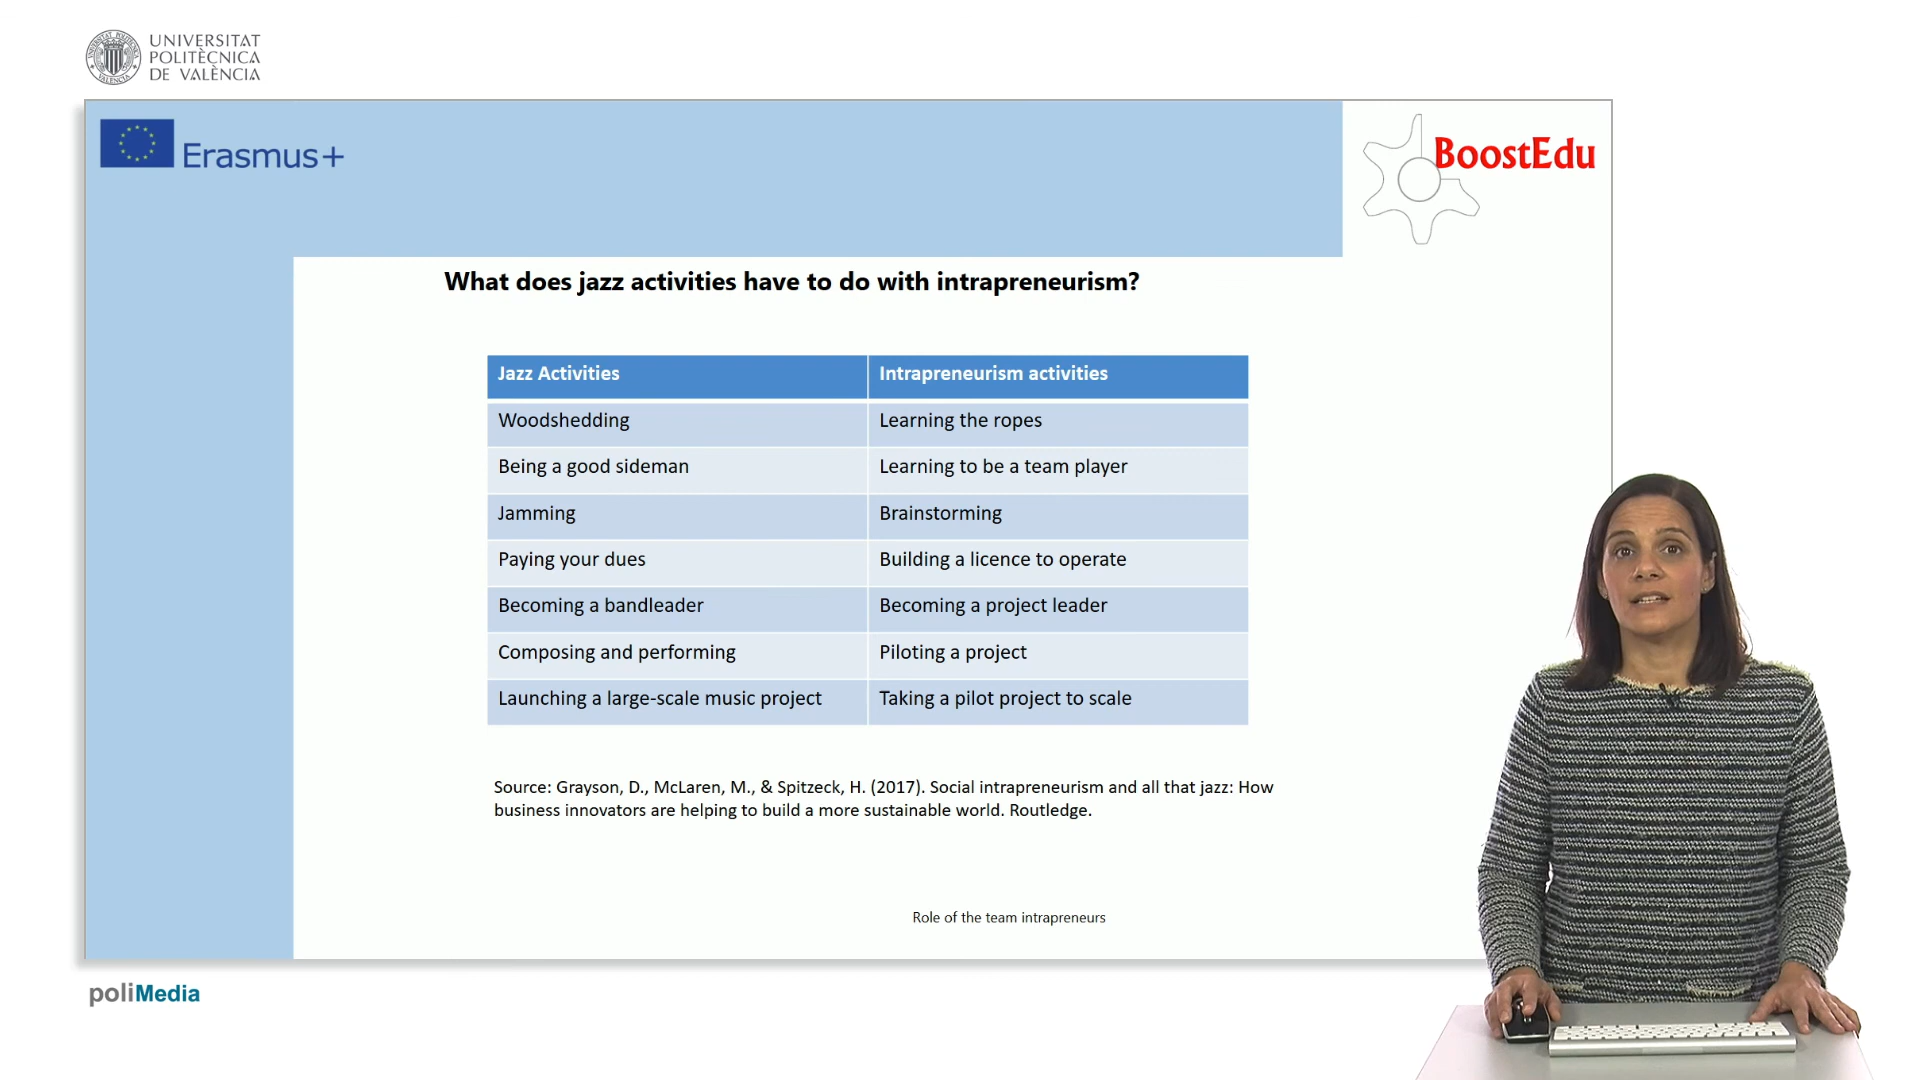 UNIVERSITAT
POLITÈCNICA
DE VALÈNCIA
Erasmus+
BoostEdu
What does jazz activities have to do with intrapreneurism?
Jazz Activities
Intrapreneurism activities
Woodshedding
Learning the ropes
Being a good sideman
Learning to be a team player
Jamming
Brainstorming
Paying your dues
Building a licence to operate
Becoming a bandleader
Becoming a project leader
Composing and performing
Piloting a project
Launching a large-scale music project
Taking a pilot project to scale
Source: Grayson, D., McLaren, M., & Spitzeck, H. (2017). Social intrapreneurism and all that jazz: How
business innovators are helping to build a more sustainable world. Routledge.
Role of the team intrapreneurs
poliMedia